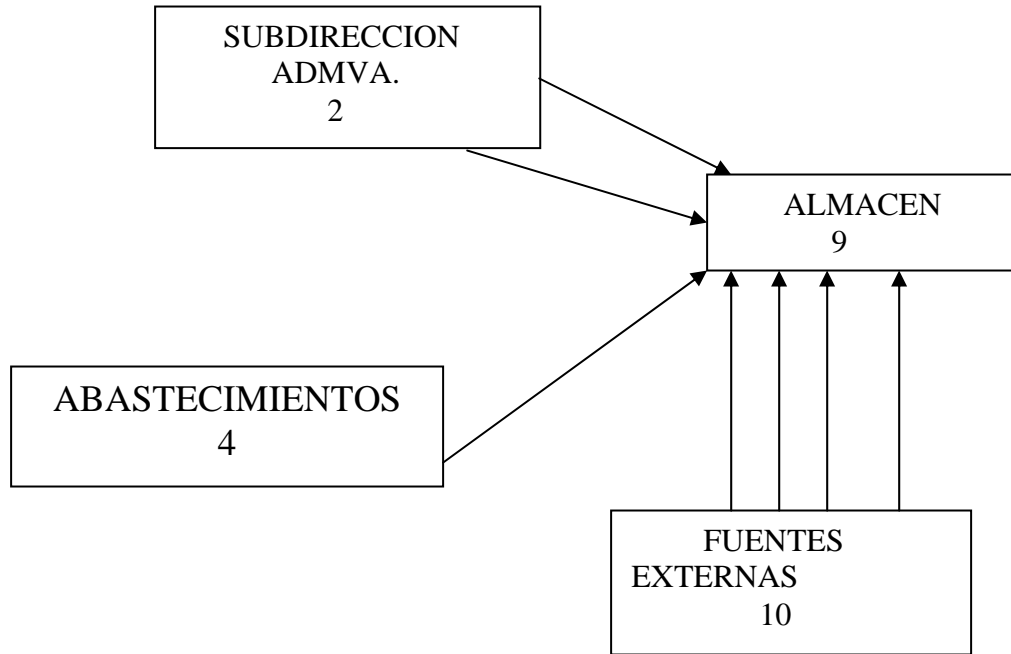 SUBDIRECCION
ADMVA.
2
ALMACEN
9
ABASTECIMIENTOS
4
FUENTES
EXTERNAS
10